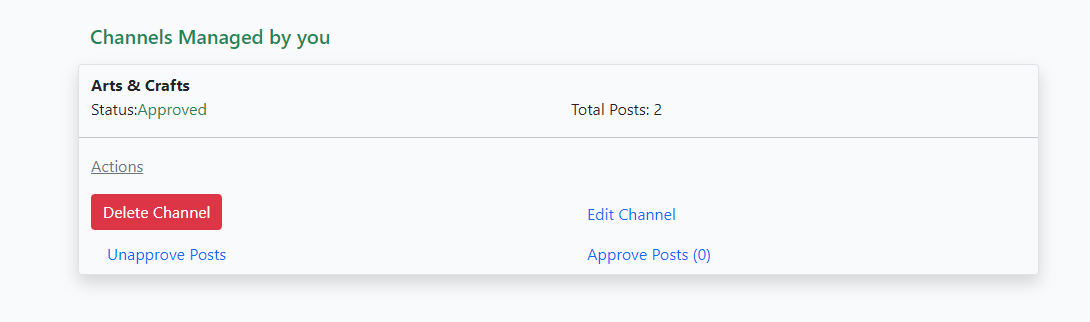 Channels Managed by you
Arts & Crafts
Status:Approved Total Posts: 2
Actions
Delete Channel Edit Channel
Unapprove Posts Approve Posts (0)